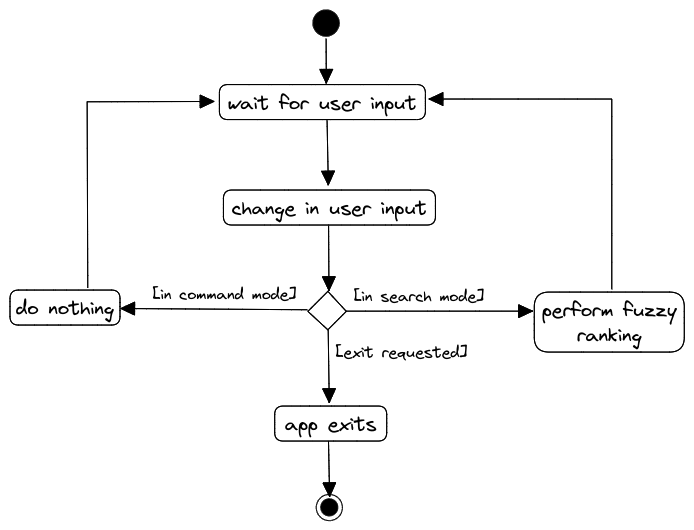 wait for user input
change in user input
[in command mode]
[in search mode]
do nothing
perform fuzzy
ranking
[exit requested]
app exits